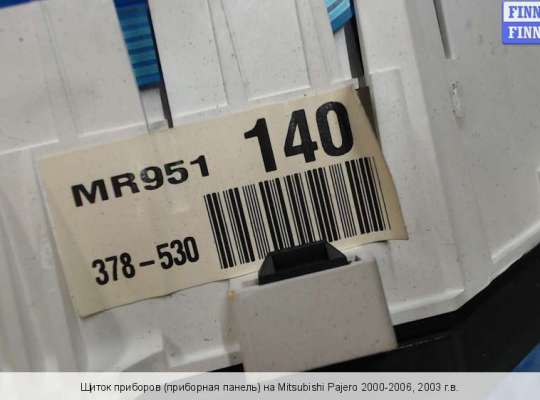 FINN
FINN
MR951 140
378-530
Щиток приборов (приборная панель) на Mitsubishi Pajero 2000-2006, 2003 г.в.